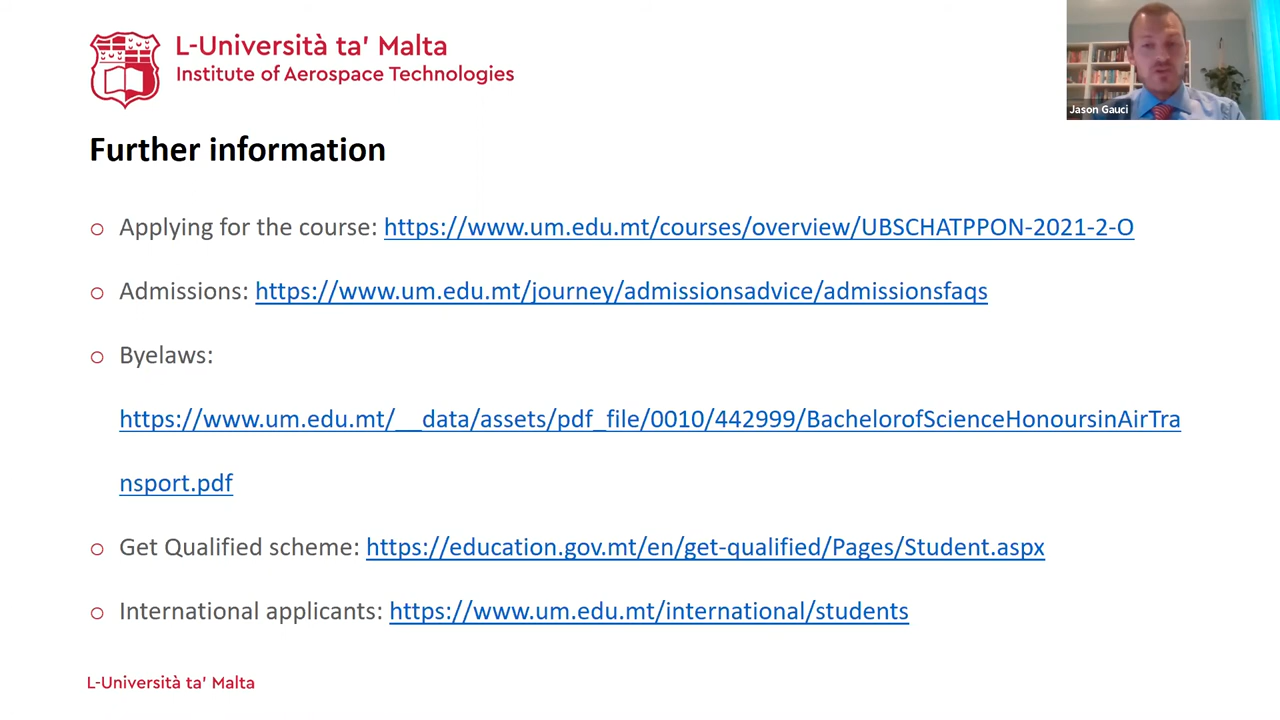 L-Università ta' Malta
Institute of Aerospace Technologies
Jason Gauci
Further information
Applying for the course: https://www.um.edu.mt/courses/overview/UBSCHATPPON-2021-2-O
Admissions: https://www.um.edu.mt/journey/admissionsadvice/admissionsfaqs
Byelaws:
https://www.um.edu.mt/__data/assets/pdf_file/0010/442999/BachelorofScienceHonoursinAirTra
nsport.pdf
Get Qualified scheme: https://education.gov.mt/en/get-qualified/Pages/Student.aspx
International applicants: https://www.um.edu.mt/international/students
L-Università ta' Malta